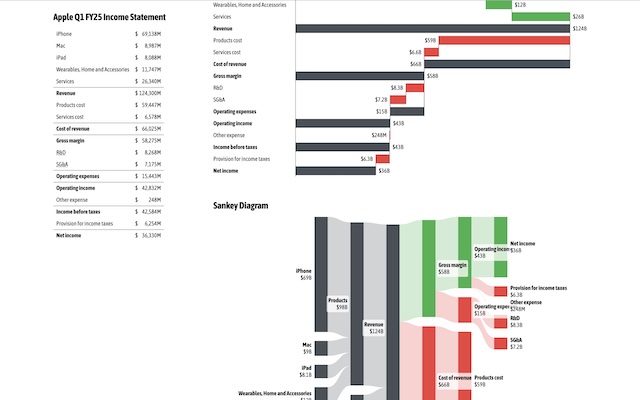 Apple Q1 FY25 Income Statement
iPhone $ 69,138M
Mac $ 8,987M
iPad $ 8,088M
Wearables, Home and Accessories $ 11,747M
Services $ 26,340M
Revenue $ 124,300M
Products cost $ 59,447M
Services cost $ 6,578M
Cost of revenue $ 66,025M
Gross margin $ 58,275M
R&D $ 8,268M
SG&A $ 7,175M
Operating expenses $ 15,443M
Operating income $ 42,832M
Other expense $ 248M
Income before taxes $ 42,584M
Provision for income taxes $ 6,254M
Net income $ 36,330M
Wearables, Home and Accessories $12B
Services $26B
Revenue $124B
Products cost $59B
Services cost $6.6B
Cost of revenue $66B
Gross margin $58B
R&D $8.3B
SG&A $7.2B
Operating expenses $15B
Operating income $43B
Other expense $248M
Income before taxes $43B
Provision for income taxes $6.3B
Net income $36B
Sankey Diagram
iPhone
$69B
Products
$98B
Mac
$9B
iPad
$8.1B
Wearables, Home and Accessories
Revenue
$124B
Gross margin
$58B
Cost of revenue
$66B
Operating incom
$43B
Operating expe
$15B
Products cost
$59B
Net income
$36B
Provision for income taxes
$6.3B
Other expense
$248M
R&D
$8.3B
SG&A
$7.2B